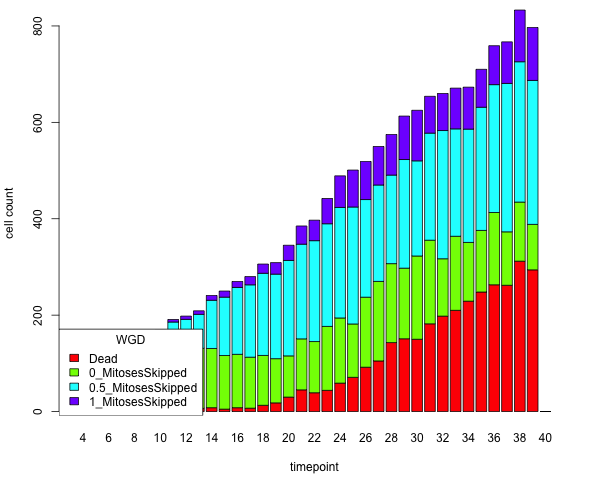 800
600
400
200
0
cell count
WGD
Dead
0_MitosesSkipped
0.5_MitosesSkipped
1_MitosesSkipped
4 6 8 10 12 14 16 18 20 22 24 26 28 30 32 34 36 38 40
timepoint